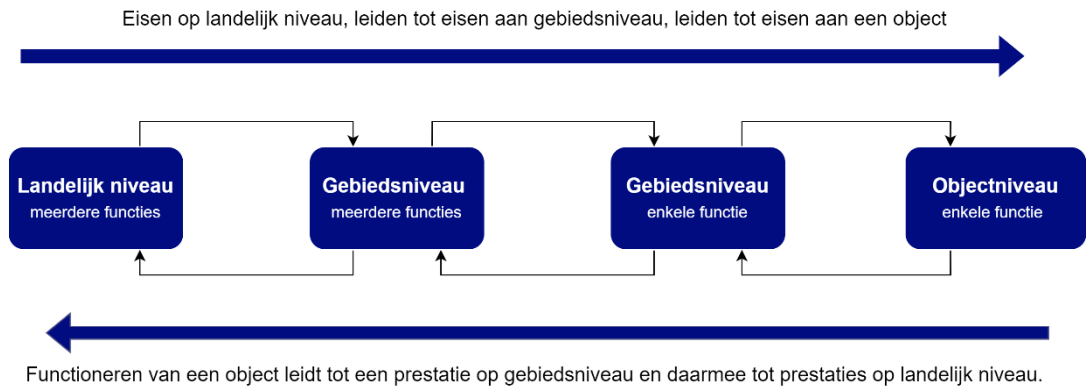 Eisen op landelijk niveau, leiden tot eisen aan gebiedsniveau, leiden tot eisen aan een object
Landelijk niveau
meerdere functies
Gebiedsniveau
meerdere functies
Gebiedsniveau
enkele functie
Objectniveau
enkele functie
Functioneren van een object leidt tot een prestatie op gebiedsniveau en daarmee tot prestaties op landelijk niveau.